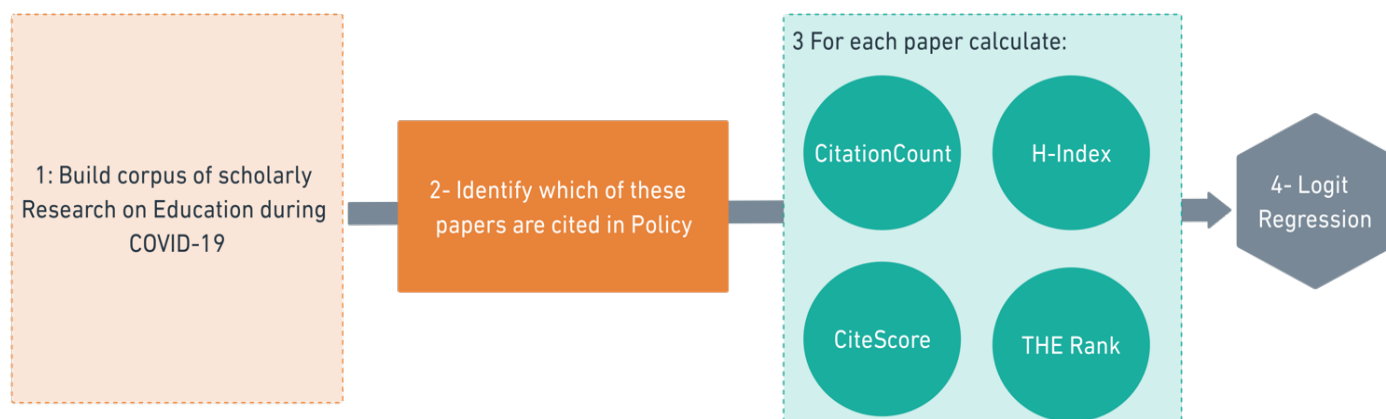 1: Build corpus of scholarly
Research on Education during
COVID-19
2- Identify which of these
papers are cited in Policy
3 For each paper calculate:
CitationCount
H-Index
CiteScore
THE Rank
4- Logit
Regression